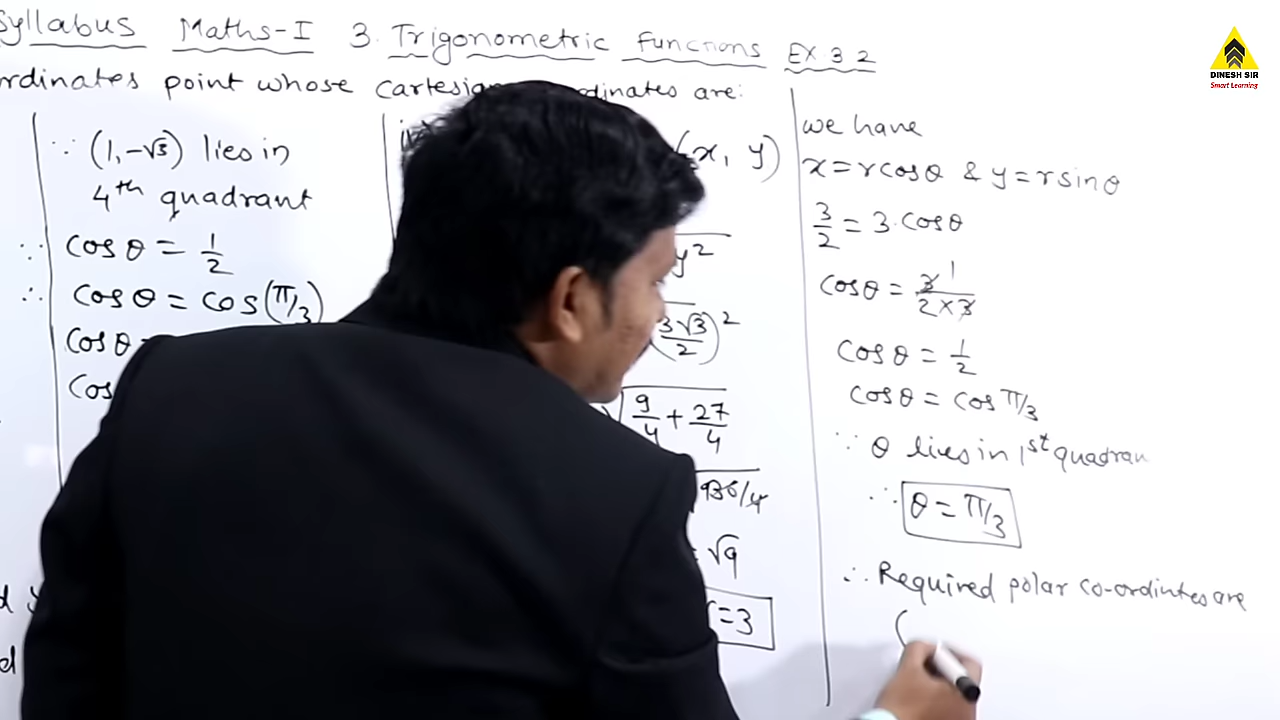 Syllabus Maths-I 3. Trigonometric Functions EX 3.2
ordinates point whose cartesian ordinates are:
∵ (1,-√3) lies in
4th quadrant
∵ cos θ = 1/2
∴ cos θ = cos (π/3)
cos θ
cos
(x, y)
y²
(3√3/2)²
√9/4 + 27/4
√36/4
= √9
r=3
we have
x = r cos θ & y = r sin θ
3/2 = 3. cos θ
cos θ = 3 1/2×3
cos θ = 1/2
cos θ = cos π/3
∵ θ lies in 1st quadran
∴ θ = π/3
∴ Required polar co-ordintes are
(
DINESH SIR
Smart Learning